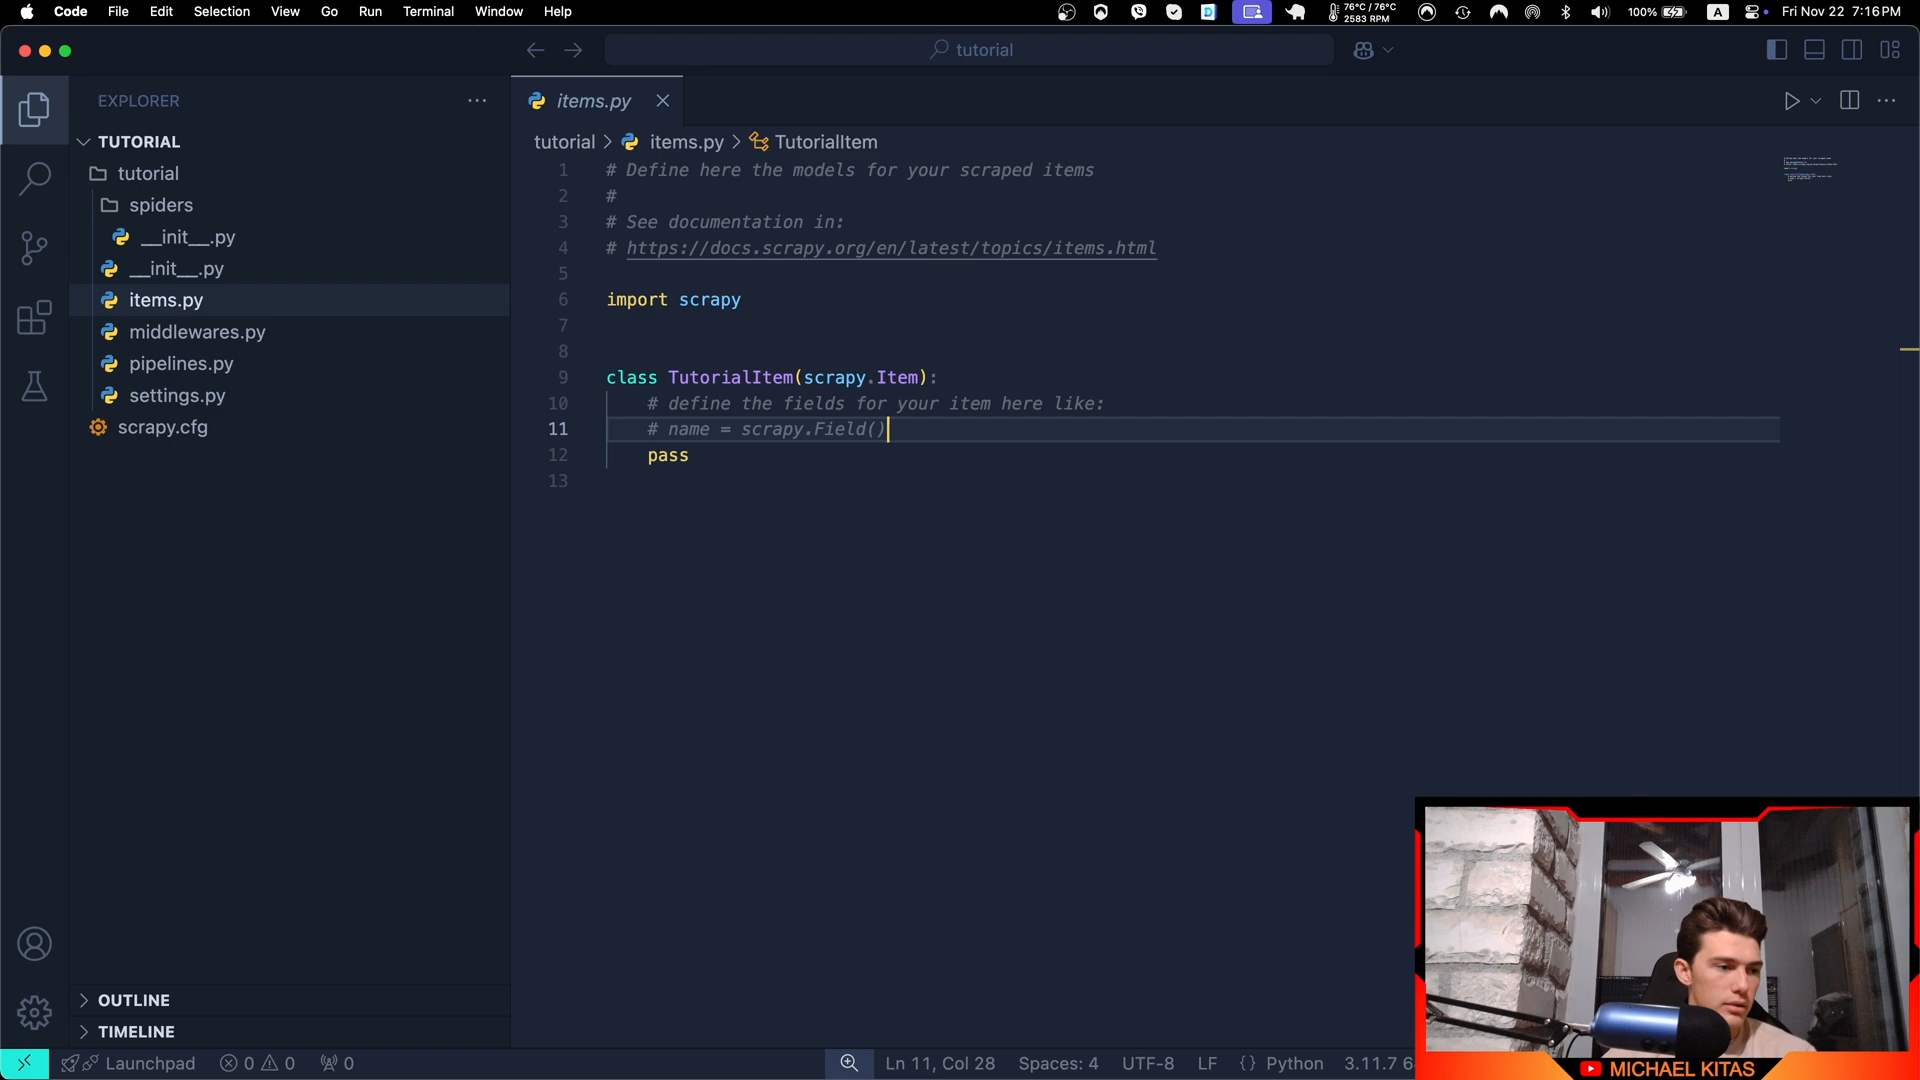 Code File Edit Selection View Go Run Terminal Window Help
76°C / 76°C
2583 RPM
100%
A
Fri Nov 22 7:16 PM
tutorial
EXPLORER
TUTORIAL
tutorial
spiders
__init__.py
__init__.py
items.py
middlewares.py
pipelines.py
settings.py
scrapy.cfg
OUTLINE
TIMELINE
items.py
tutorial > items.py > TutorialItem
1 # Define here the models for your scraped items
2 #
3 # See documentation in:
4 # https://docs.scrapy.org/en/latest/topics/items.html
5
6 import scrapy
7
8
9 class TutorialItem(scrapy.Item):
10 # define the fields for your item here like:
11 # name = scrapy.Field()
12 pass
13
Launchpad 0 0 0
Ln 11, Col 28 Spaces: 4 UTF-8 LF {} Python 3.11.7 6
MICHAEL KITAS